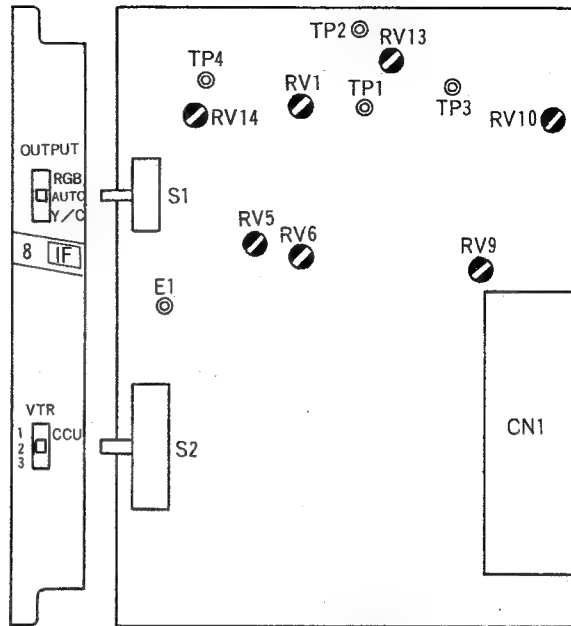 TP2
RV13
TP4
RV1
TP1
TP3
RV14
RV10
OUTPUT
RGB
AUTO
Y/C
S1
8 IF
RV5
RV6
RV9
E1
VTR
1 CCU
2
3
S2
CN1